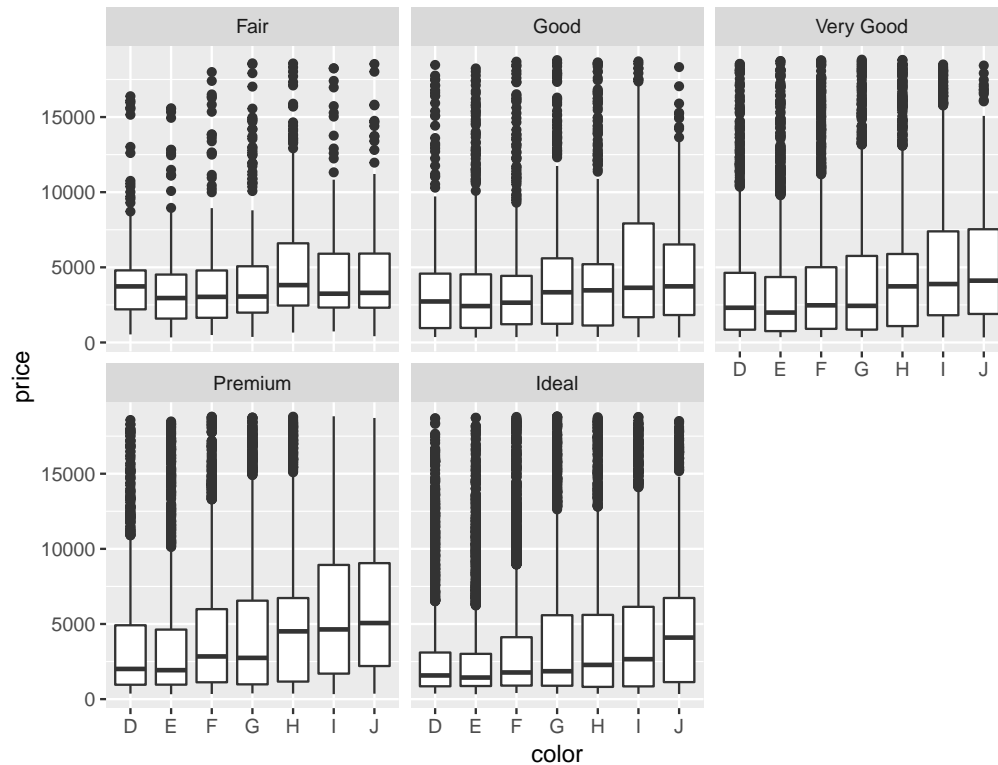 Fair Good Very Good
15000
10000
5000
0
D E F G H I J
Premium Ideal
15000
10000
5000
0
D E F G H I J D E F G H I J
price
color